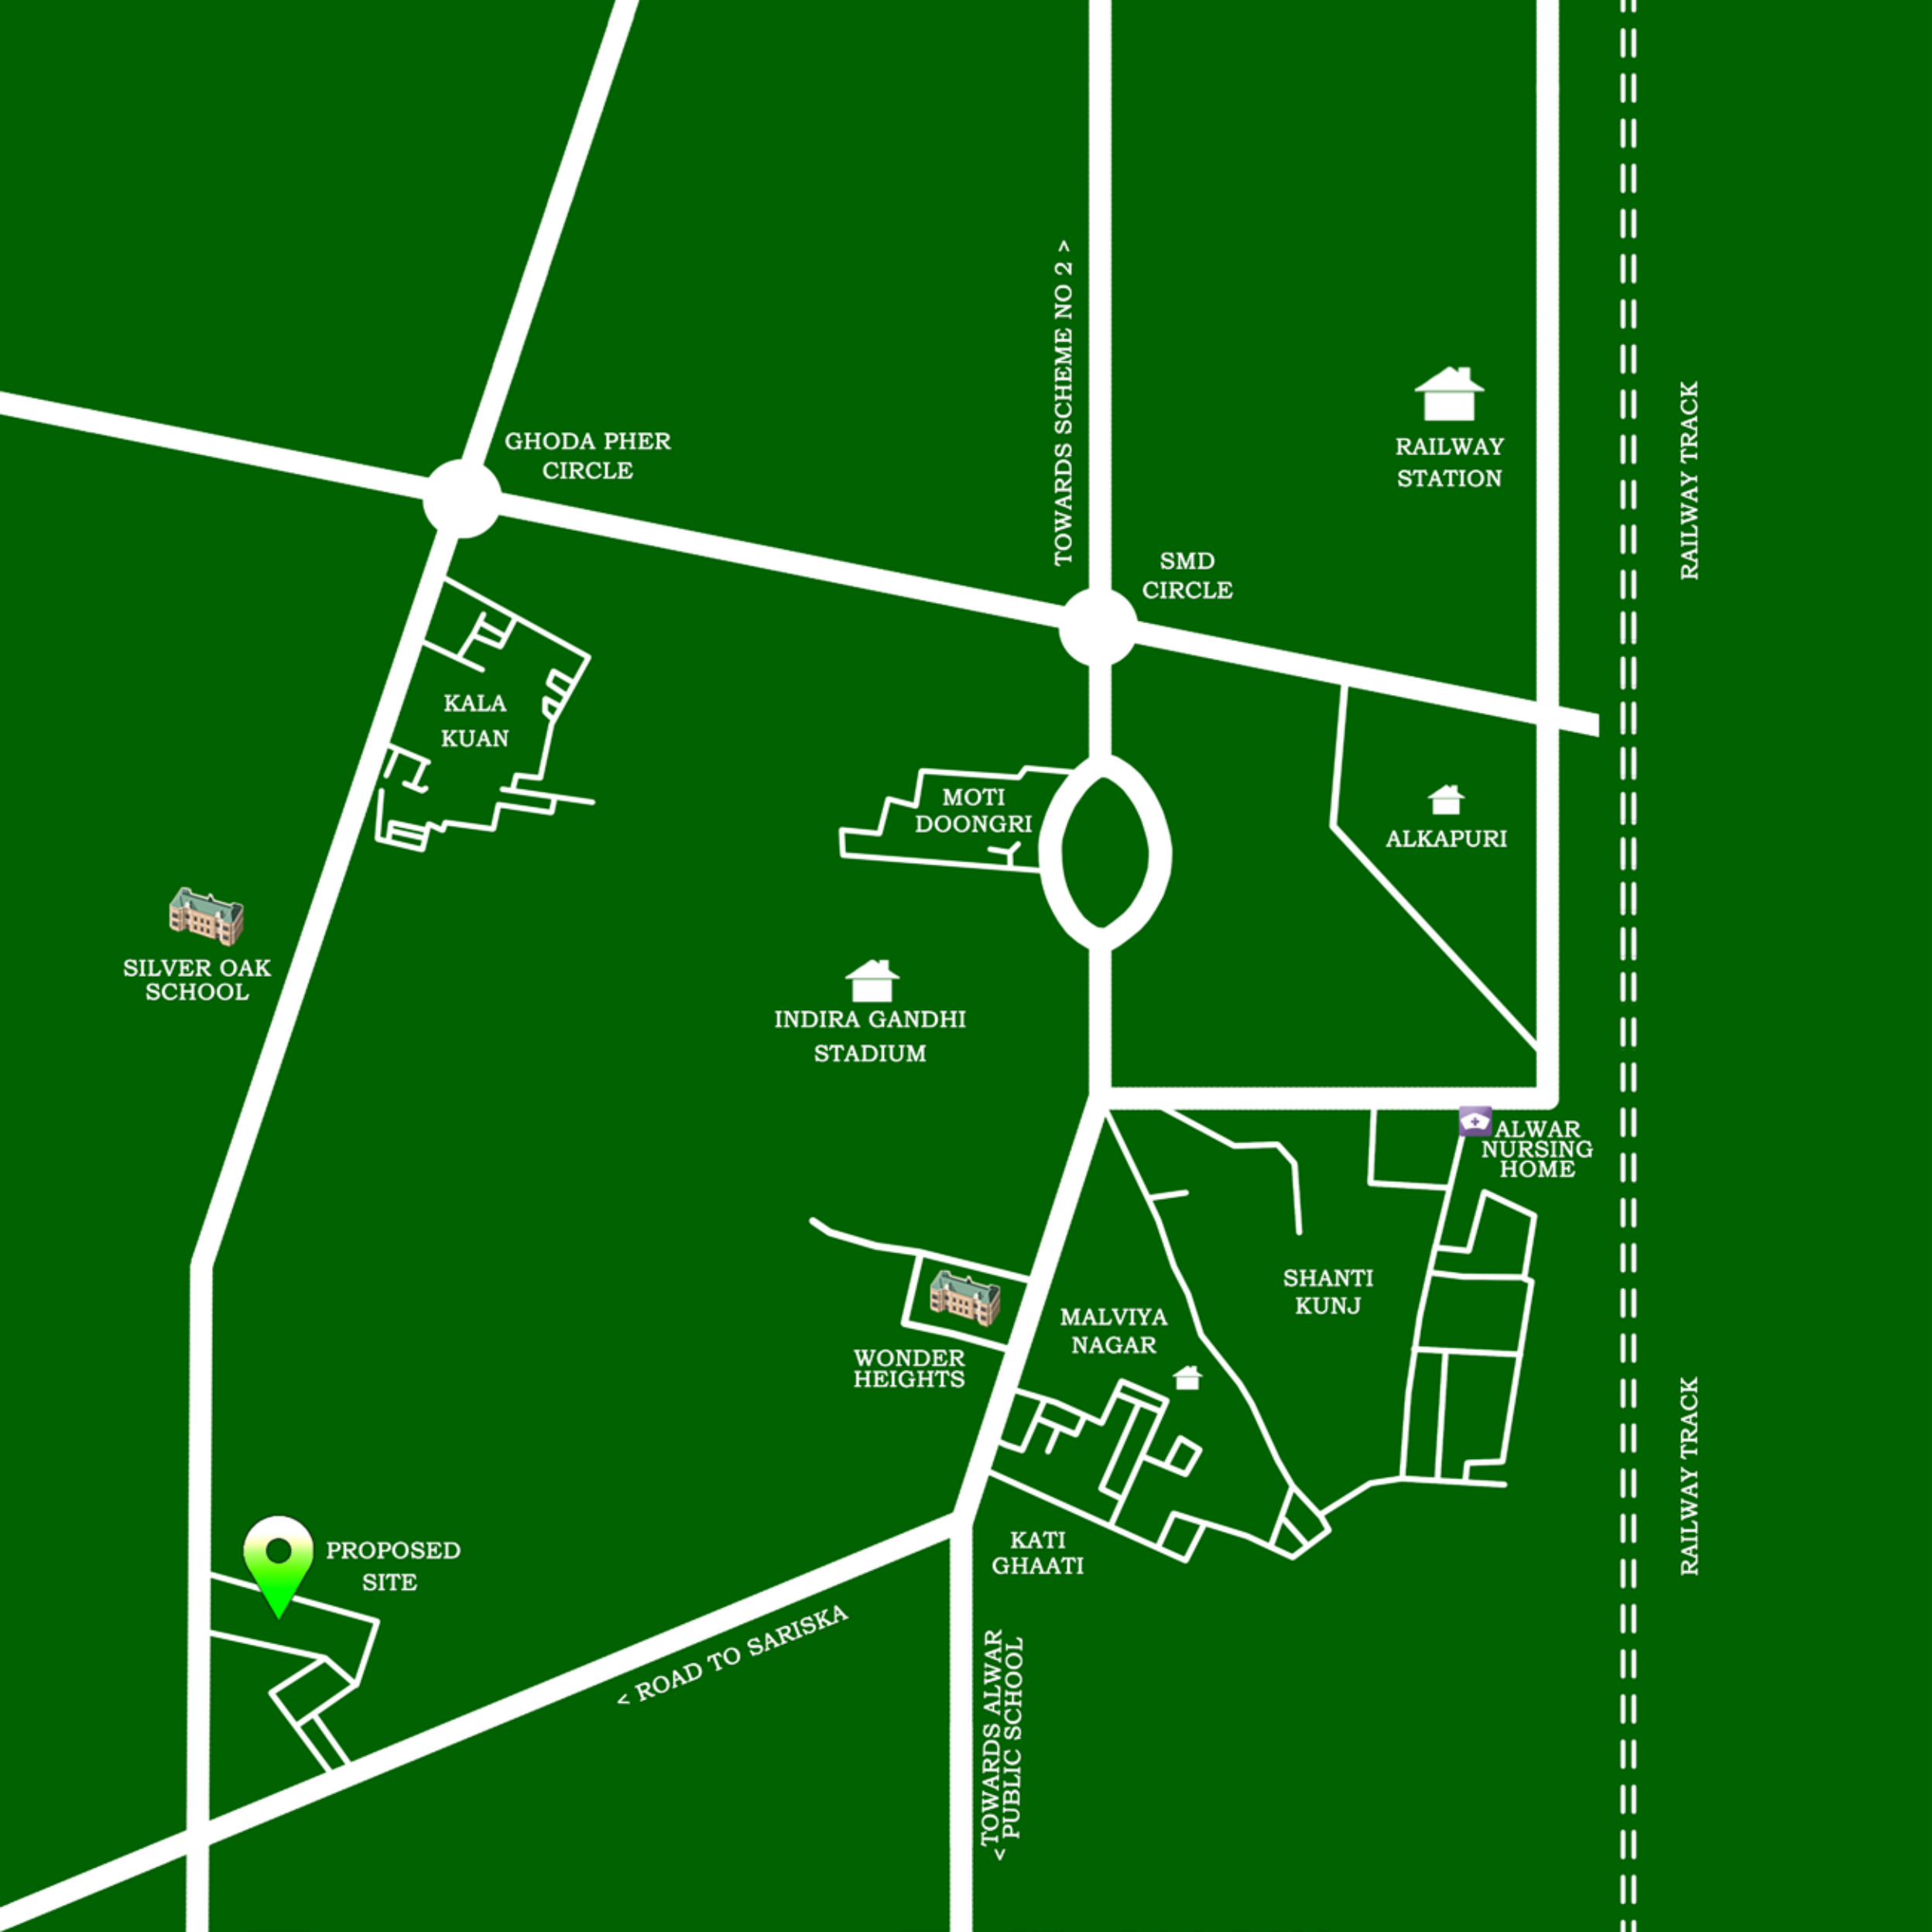 TOWARDS SCHEME NO 2 >
GHODA PHER
CIRCLE
RAILWAY
STATION
RAILWAY TRACK
SMD
CIRCLE
KALA
KUAN
MOTI
DOONGRI
ALKAPURI
SILVER OAK
SCHOOL
INDIRA GANDHI
STADIUM
ALWAR
NURSING
HOME
SHANTI
KUNJ
MALVIYA
NAGAR
WONDER
HEIGHTS
RAILWAY TRACK
KATI
GHAATI
PROPOSED
SITE
< ROAD TO SARISKA
< TOWARDS ALWAR
< PUBLIC SCHOOL